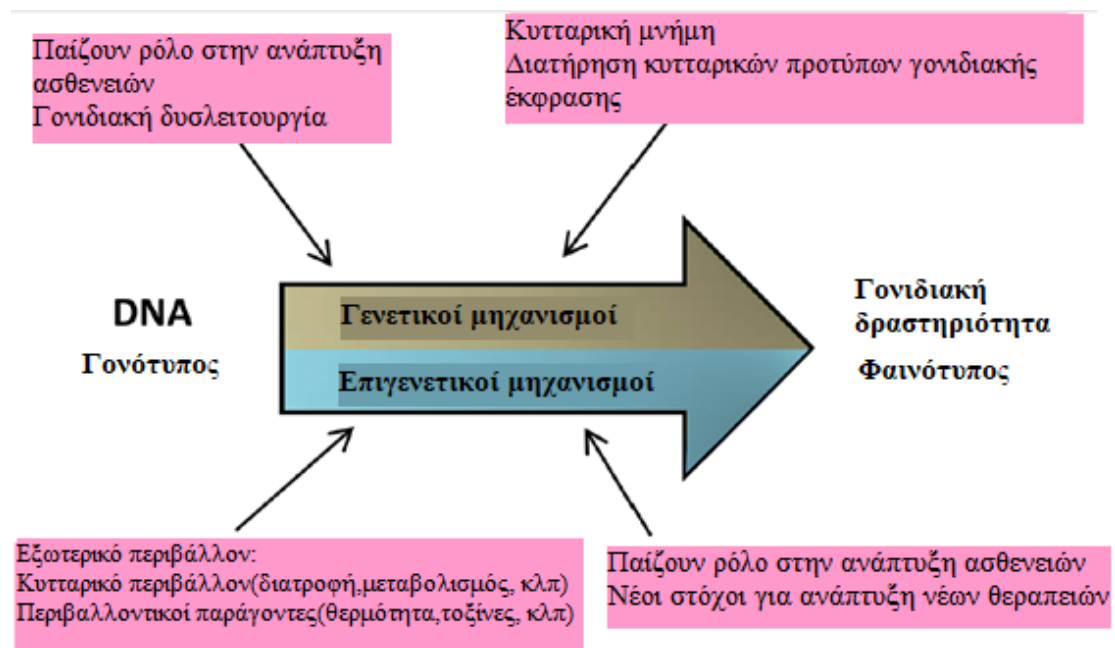 Παίζουν ρόλο στην ανάπτυξη
ασθενειών
Γονιδιακή δυσλειτουργία
Κυτταρική μνήμη
Διατήρηση κυτταρικών προτύπων γονιδιακής
έκφρασης
DNA
Γονότυπος
Γενετικοί μηχανισμοί
Επιγενετικοί μηχανισμοί
Γονιδιακή
δραστηριότητα
Φαινότυπος
Εξωτερικό περιβάλλον:
Κυτταρικό περιβάλλον(διατροφή,μεταβολισμός, κλπ)
Περιβαλλοντικοί παράγοντες(θερμότητα,τοξίνες, κλπ)
Παίζουν ρόλο στην ανάπτυξη ασθενειών
Νέοι στόχοι για ανάπτυξη νέων θεραπειών